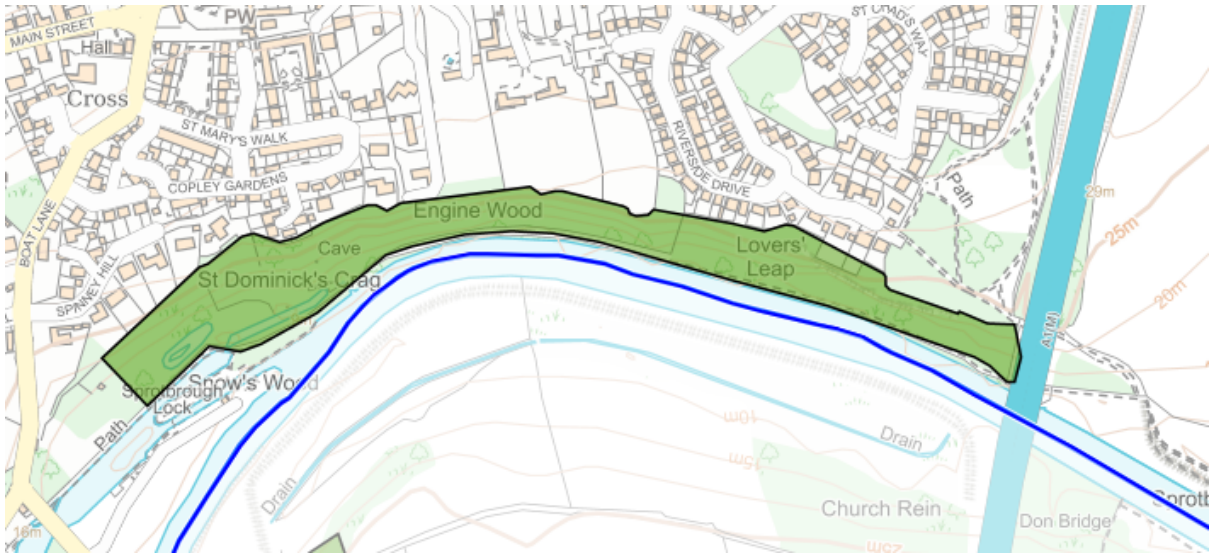 MAIN STREET
PW
Hall
Cross
ST CHAD'S WAY
ST MARY'S WALK
COPLEY GARDENS
RIVERSIDE DRIVE
BOAT LANE
Path
29m
25m
20m
Engine Wood
Cave
Lovers'
Leap
St Dominick's Crag
SPINNEY HILL
A1(M)
Snow's Wood
Sprotbrough
Lock
Path
10m
15m
Drain
Drain
Church Rein
Don Bridge
16m
25m